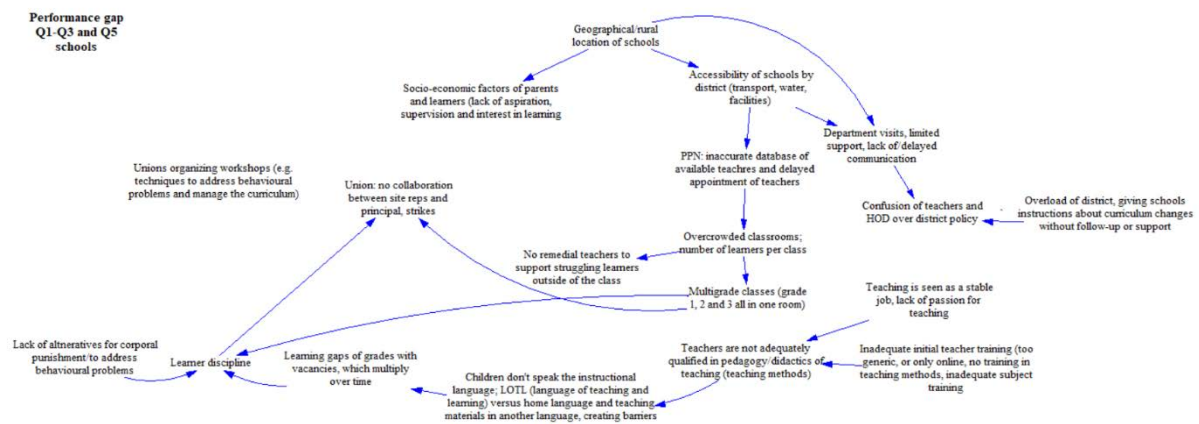 Performance gap
Q1-Q3 and Q5
schools
Geographical/rural
location of schools
Socio-economic factors of parents
and learners (lack of aspiration,
supervision and interest in learning
Accessibility of schools by
district (transport, water,
facilities)
Department visits, limited
support, lack of/delayed
communication
PPN: inaccurate database of
available teachres and delayed
appointment of teachers
Unions organizing workshops (e.g.
techniques to address behavioural
problems and manage the curriculum)
Union: no collaboration
between site reps and
principal, strikes
Confusion of teachers and
HOD over district policy
Overload of district, giving schools
instructions about curriculum changes
without follow-up or support
Overcrowded classrooms;
number of learners per class
No remedial teachers to
support struggling learners
outside of the class
Multigrade classes (grade
1, 2 and 3 all in one room)
Teaching is seen as a stable
job, lack of passion for
teaching
Lack of altneratives for corporal
punishment/to address
behavioural problems
Learner discipline
Learning gaps of grades with
vacancies, which multiply
over time
Teachers are not adequately
qualified in pedagogy/didactics of
teaching (teaching methods)
Inadequate initial teacher training (too
generic, or only online, no training in
teaching methods, inadequate subject
training
Children don't speak the instructional
language; LOTL (language of teaching and
learning) versus home language and teaching
materials in another language, creating barriers